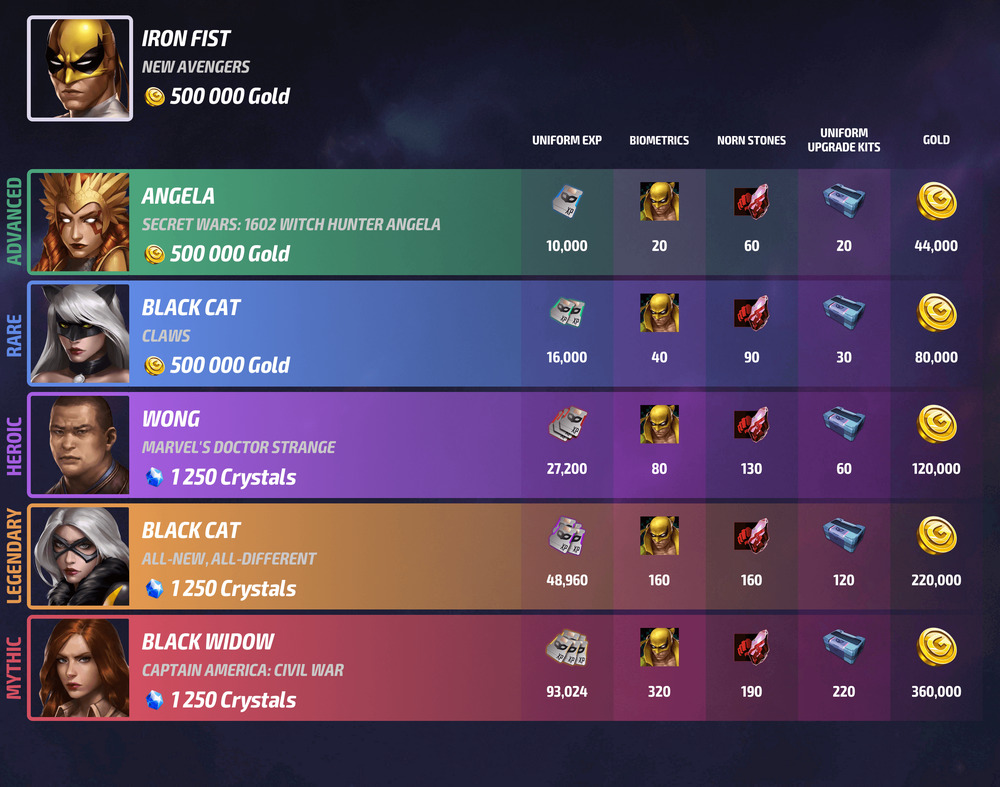 IRON FIST
NEW AVENGERS
500 000 Gold
UNIFORM EXP BIOMETRICS NORN STONES UNIFORM UPGRADE KITS GOLD
ADVANCED
ANGELA
SECRET WARS: 1602 WITCH HUNTER ANGELA
500 000 Gold
10,000 20 60 20 44,000
RARE
BLACK CAT
CLAWS
500 000 Gold
16,000 40 90 30 80,000
HEROIC
WONG
MARVEL'S DOCTOR STRANGE
1 250 Crystals
27,200 80 130 60 120,000
LEGENDARY
BLACK CAT
ALL-NEW, ALL-DIFFERENT
1 250 Crystals
48,960 160 160 120 220,000
MYTHIC
BLACK WIDOW
CAPTAIN AMERICA: CIVIL WAR
1 250 Crystals
93,024 320 190 220 360,000